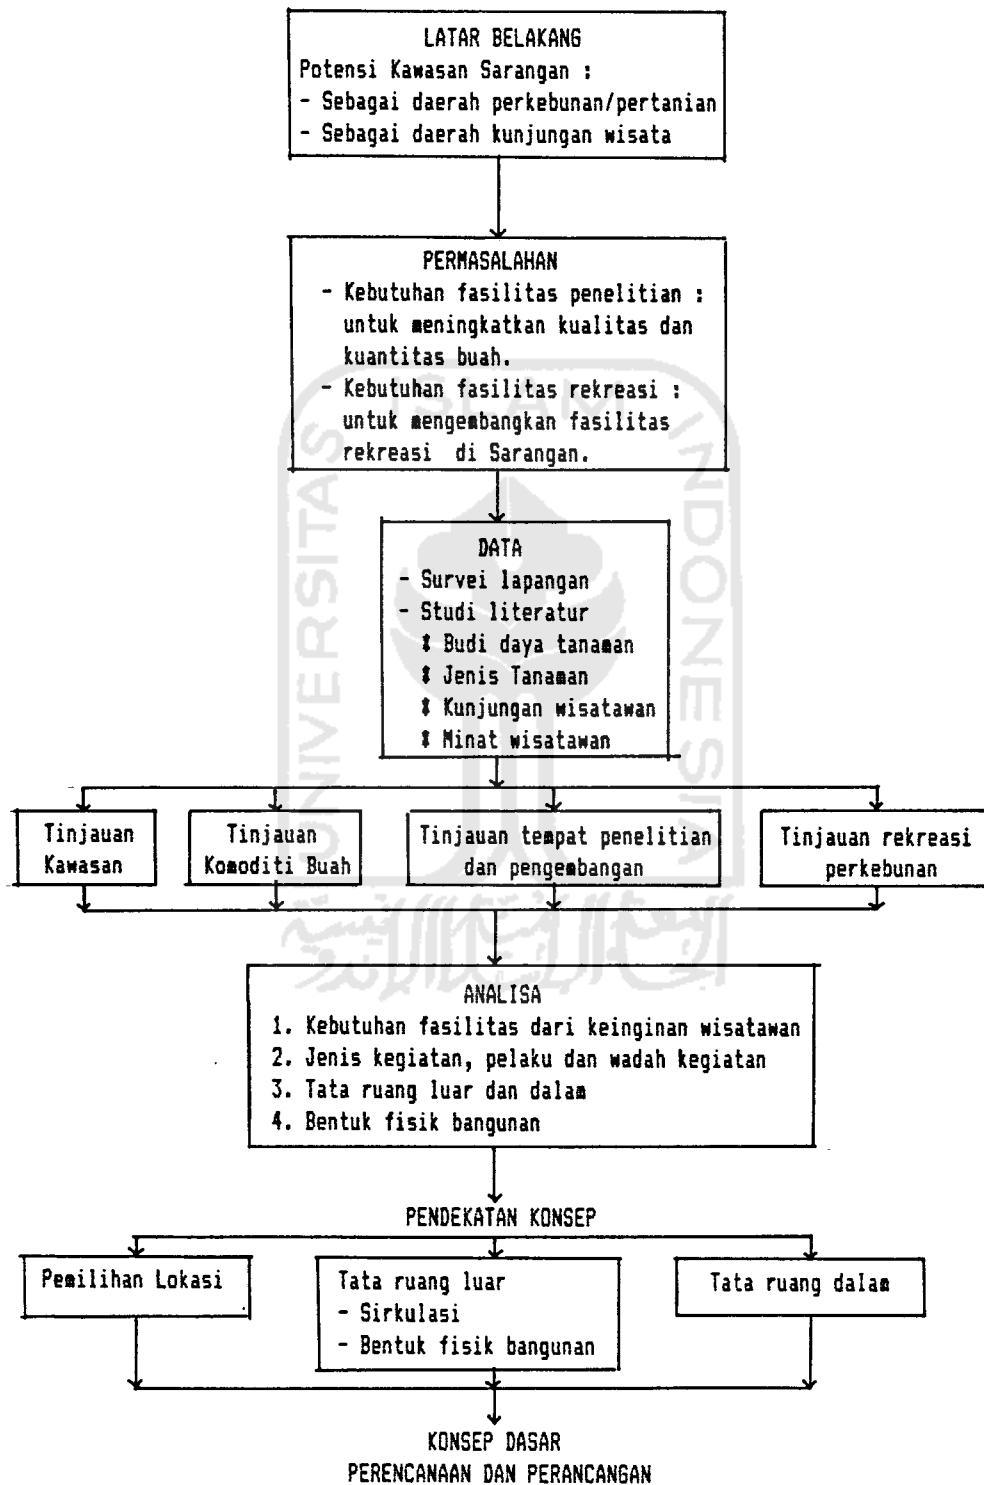 LATAR BELAKANG
Potensi Kawasan Sarangan :
- Sebagai daerah perkebunan/pertanian
- Sebagai daerah kunjungan wisata
PERMASALAHAN
- Kebutuhan fasilitas penelitian :
untuk meningkatkan kualitas dan
kuantitas buah.
- Kebutuhan fasilitas rekreasi :
untuk mengembangkan fasilitas
rekreasi di Sarangan.
ISLAM
UNIVERSITAS
INDONESIA
DATA
- Survei lapangan
- Studi literatur
* Budi daya tanaman
* Jenis Tanaman
* Kunjungan wisatawan
* Minat wisatawan
Tinjauan
Kawasan
Tinjauan
Komoditi Buah
Tinjauan tempat penelitian
dan pengembangan
Tinjauan rekreasi
perkebunan
ANALISA
1. Kebutuhan fasilitas dari keinginan wisatawan
2. Jenis kegiatan, pelaku dan wadah kegiatan
3. Tata ruang luar dan dalam
4. Bentuk fisik bangunan
PENDEKATAN KONSEP
Pemilihan Lokasi
Tata ruang luar
- Sirkulasi
- Bentuk fisik bangunan
Tata ruang dalam
KONSEP DASAR
PERENCANAAN DAN PERANCANGAN